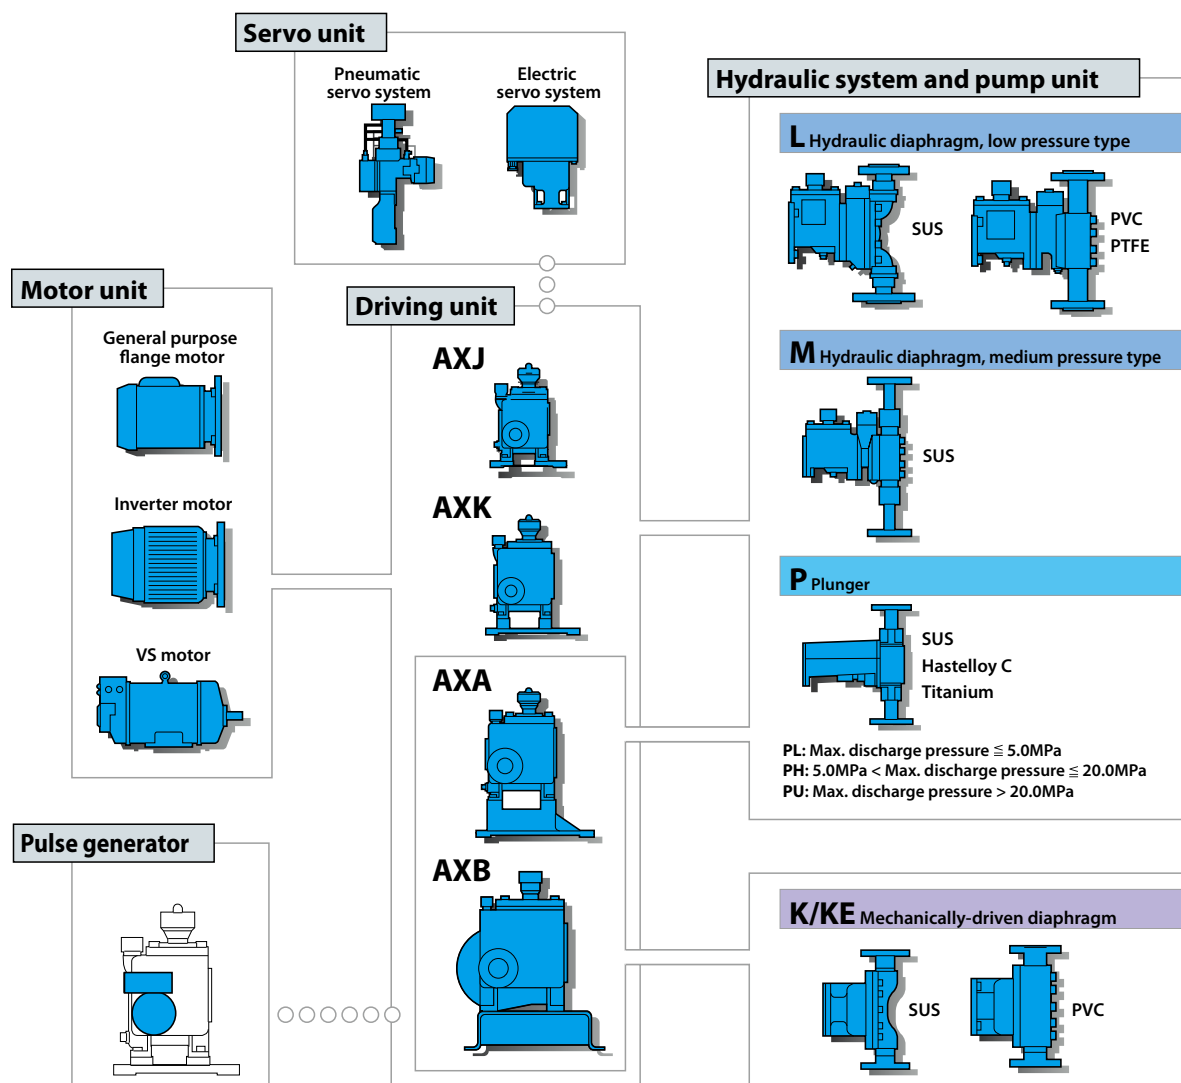 Servo unit
Pneumatic
servo system
Electric
servo system
Hydraulic system and pump unit
L Hydraulic diaphragm, low pressure type
SUS
PVC
PTFE
Motor unit
General purpose
flange motor
Inverter motor
VS motor
Driving unit
AXJ
AXK
AXA
AXB
M Hydraulic diaphragm, medium pressure type
SUS
P Plunger
SUS
Hastelloy C
Titanium
PL: Max. discharge pressure ≦ 5.0MPa
PH: 5.0MPa < Max. discharge pressure ≦ 20.0MPa
PU: Max. discharge pressure > 20.0MPa
Pulse generator
K/KE Mechanically-driven diaphragm
SUS
PVC